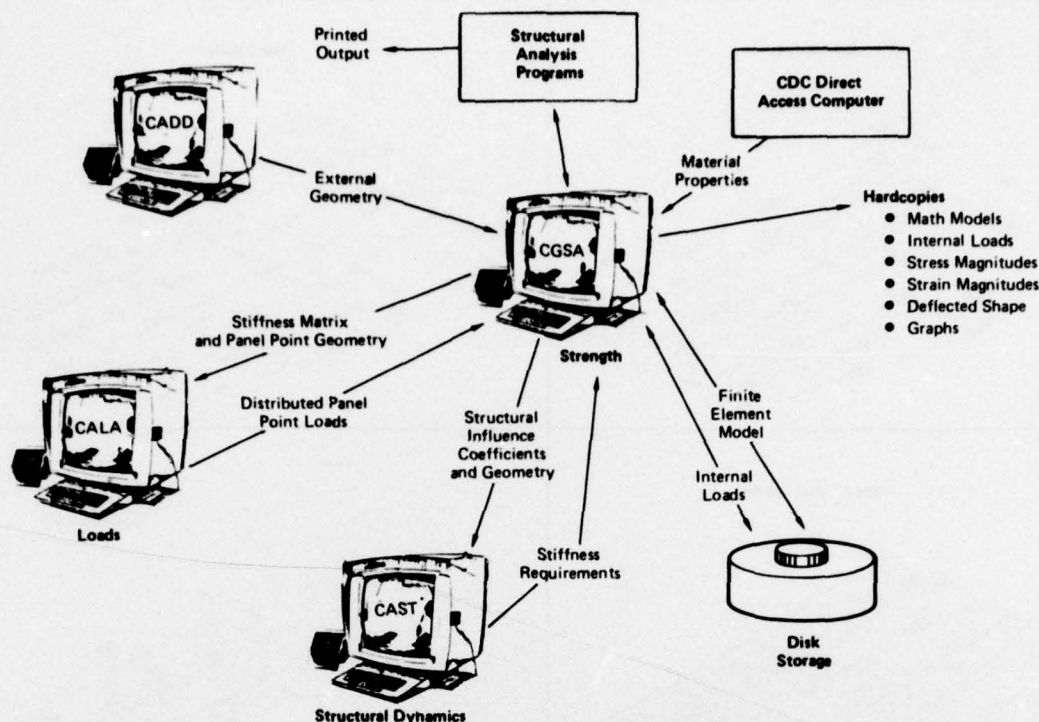 Printed
Output
Structural
Analysis
Programs
CDC Direct
Access Computer
CADD
External
Geometry
Material
Properties
CGSA
Strength
Hardcopies
● Math Models
● Internal Loads
● Stress Magnitudes
● Strain Magnitudes
● Deflected Shape
● Graphs
Stiffness Matrix
and Panel Point Geometry
CALA
Loads
Distributed Panel
Point Loads
Structural
Influence
Coefficients
and Geometry
Finite
Element
Model
Internal
Loads
Stiffness
Requirements
CAST
Structural Dyhamics
Disk
Storage